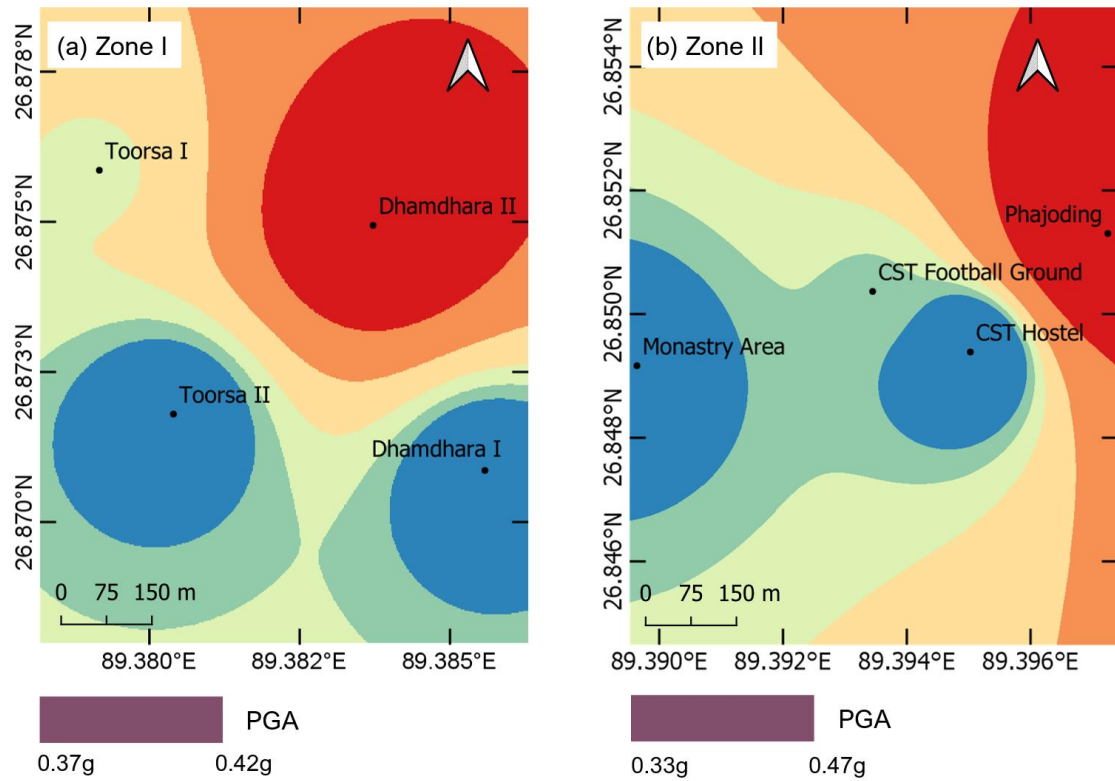 (a) Zone I
26.878°N
26.875°N
26.873°N
26.870°N
Toorsa I
Dhamdhara II
Toorsa II
Dhamdhara I
0 75 150 m
89.380°E 89.382°E 89.385°E
PGA
0.37g 0.42g
(b) Zone II
26.854°N
26.852°N
26.850°N
26.848°N
26.846°N
Phajoding
CST Football Ground
CST Hostel
Monastry Area
0 75 150 m
89.390°E 89.392°E 89.394°E 89.396°E
PGA
0.33g 0.47g